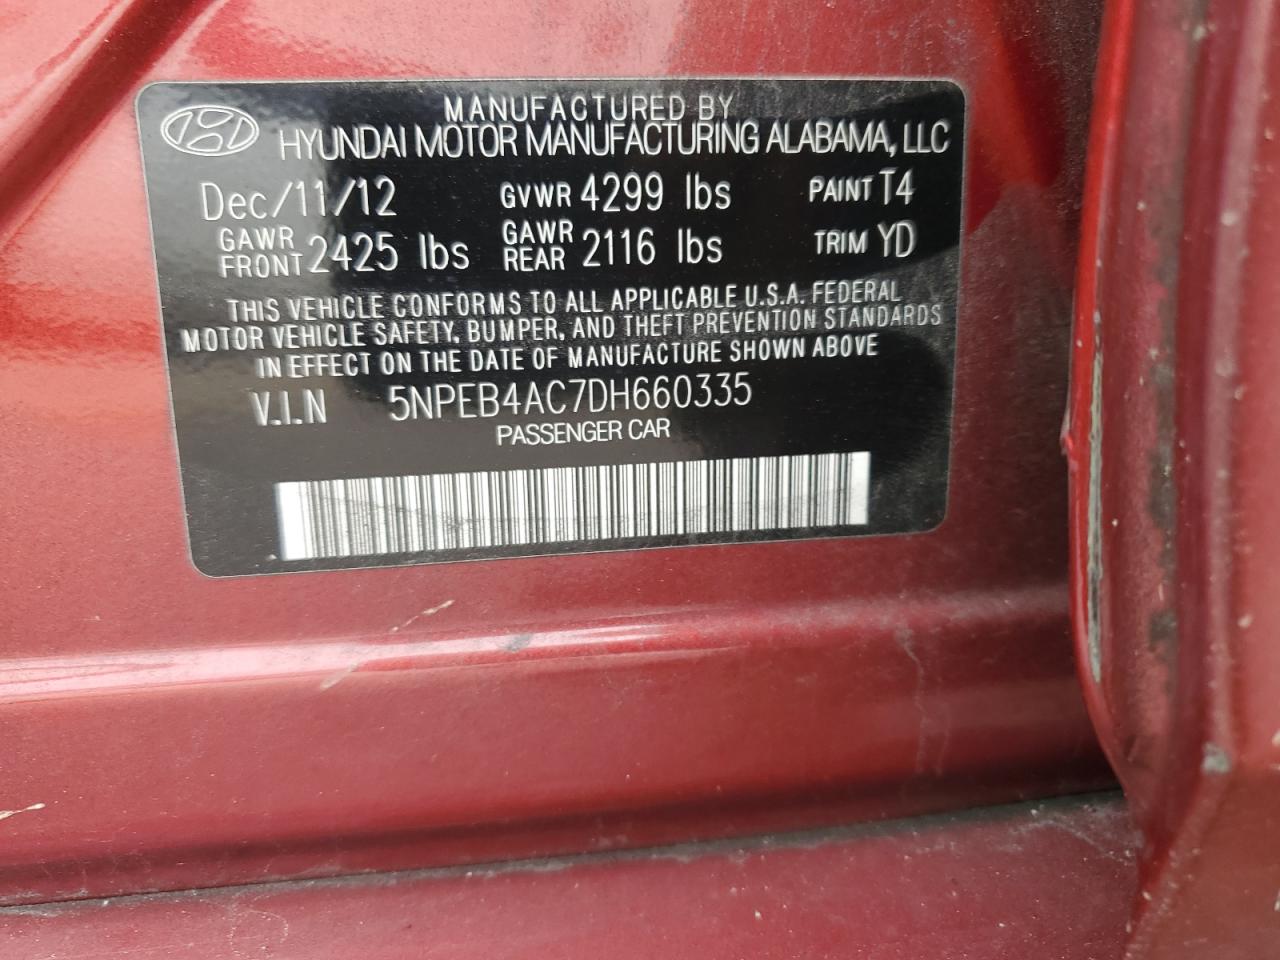 MANUFACTURED BY
HYUNDAI MOTOR MANUFACTURING ALABAMA, LLC
Dec/11/12 GVWR 4299 lbs PAINT T4
GAWR FRONT 2425 lbs GAWR REAR 2116 lbs TRIM YD
THIS VEHICLE CONFORMS TO ALL APPLICABLE U.S.A. FEDERAL
MOTOR VEHICLE SAFETY, BUMPER, AND THEFT PREVENTION STANDARDS
IN EFFECT ON THE DATE OF MANUFACTURE SHOWN ABOVE
V.I.N 5NPEB4AC7DH660335
PASSENGER CAR